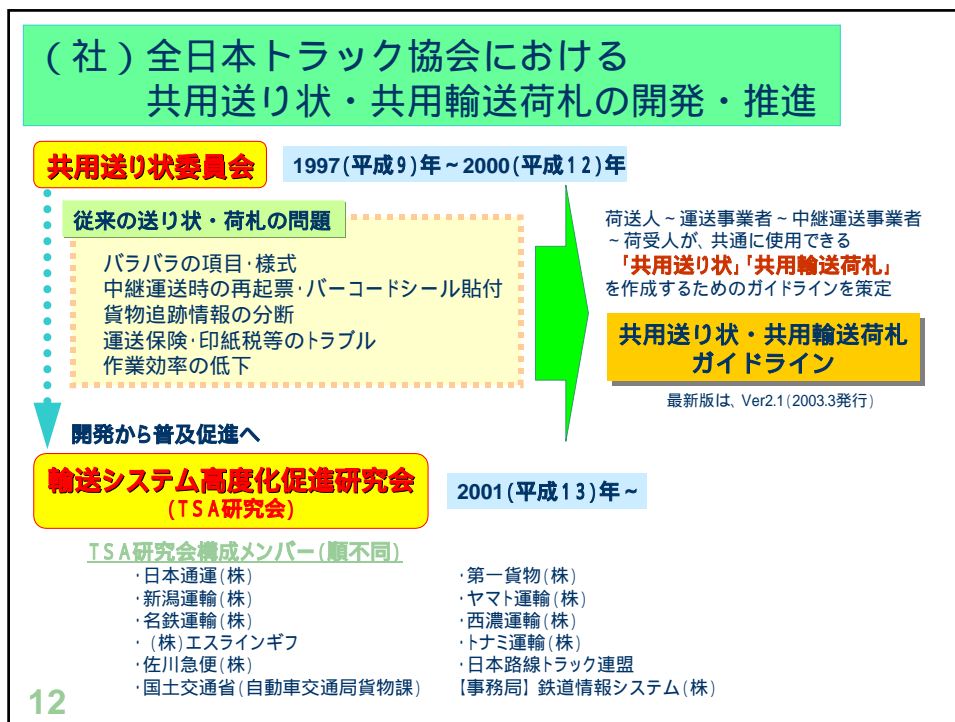 （社）全日本トラック協会における
共用送り状・共用輸送荷札の開発・推進
共用送り状委員会
1997(平成9)年～2000(平成12)年
従来の送り状・荷札の問題
バラバラの項目・様式
中継運送時の再起票・バーコードシール貼付
貨物追跡情報の分断
運送保険・印紙税等のトラブル
作業効率の低下
荷送人～運送事業者～中継運送事業者
～荷受人が、共通に使用できる
「共用送り状」「共用輸送荷札」
を作成するためのガイドラインを策定
共用送り状・共用輸送荷札
ガイドライン
最新版は、Ver2.1(2003.3発行)
開発から普及促進へ
輸送システム高度化促進研究会
(TSA研究会)
2001(平成13)年～
TSA研究会構成メンバー(順不同)
・日本通運(株)
・新潟運輸(株)
・名鉄運輸(株)
・(株)エスラインギフ
・佐川急便(株)
・国土交通省(自動車交通局貨物課)
・第一貨物(株)
・ヤマト運輸(株)
・西濃運輸(株)
・トナミ運輸(株)
・日本路線トラック連盟
【事務局】鉄道情報システム(株)
12